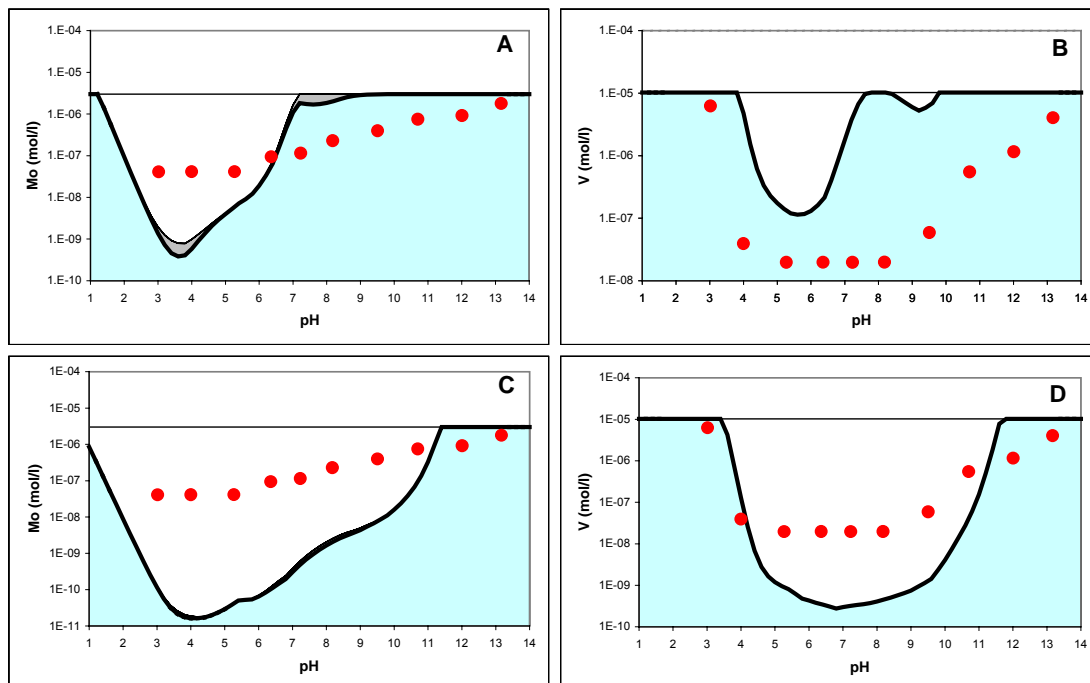 A
1.E-04
1.E-05
1.E-06
1.E-07
1.E-08
1.E-09
1.E-10
Mo (mol/l)
1 2 3 4 5 6 7 8 9 10 11 12 13 14
pH
B
1.E-04
1.E-05
1.E-06
1.E-07
1.E-08
V (mol/l)
1 2 3 4 5 6 7 8 9 10 11 12 13 14
pH
C
1E-04
1E-05
1E-06
1E-07
1E-08
1E-09
1E-10
1E-11
Mo (mol/l)
1 2 3 4 5 6 7 8 9 10 11 12 13 14
pH
D
1E-04
1E-05
1E-06
1E-07
1E-08
1E-09
1E-10
V (mol/l)
1 2 3 4 5 6 7 8 9 10 11 12 13 14
pH